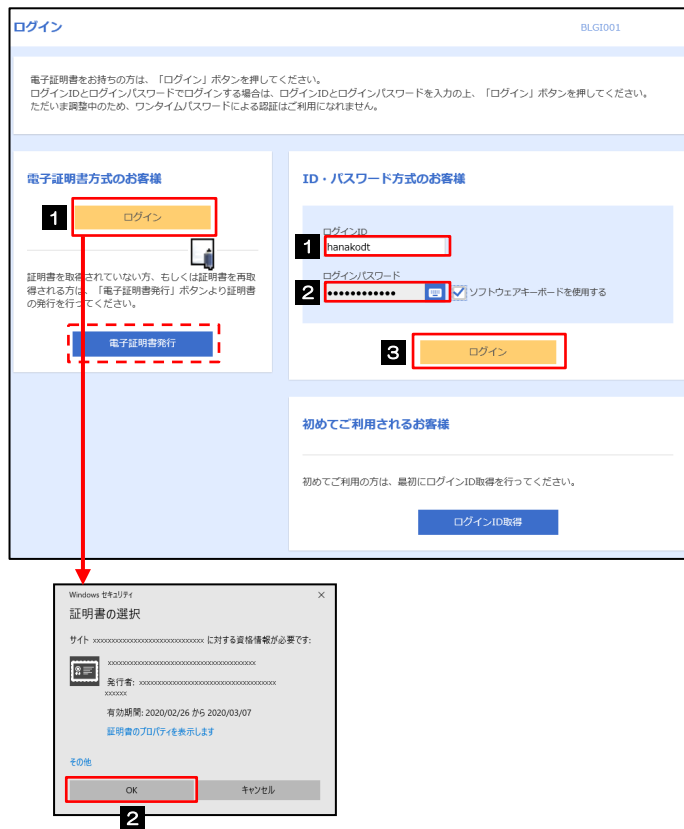 ログイン
BLGI001
電子証明書をお持ちの方は、「ログイン」ボタンを押してください。
ログインIDとログインパスワードでログインする場合は、ログインIDとログインパスワードを入力の上、「ログイン」ボタンを押してください。
ただいま調整中のため、ワンタイムパスワードによる認証はご利用になれません。
電子証明書方式のお客様
1
ログイン
証明書を取得されていない方、もしくは証明書を再取
得される方は、「電子証明書発行」ボタンより証明書
の発行を行ってください。
電子証明書発行
ID・パスワード方式のお客様
ログインID
1
hanakodt
ログインパスワード
2
••••••••••••
ソフトウェアキーボードを使用する
3
ログイン
初めてご利用されるお客様
初めてご利用の方は、最初にログインID取得を行ってください。
ログインID取得
Windows セキュリティ
×
証明書の選択
サイト xxxxxxxxxxxxxxxxxxxxxxxxxxxxx に対する資格情報が必要です:
xxxxxxxxxxxxxxxxxxxxxxxxxxxxxxxxxxxxxxx
発行者: xxxxxxxxxxxxxxxxxxxxxxxxxxxxxxxxxxxx
xxxxxx
有効期間: 2020/02/26 から 2020/03/07
証明書のプロパティを表示します
その他
OK
キャンセル
2